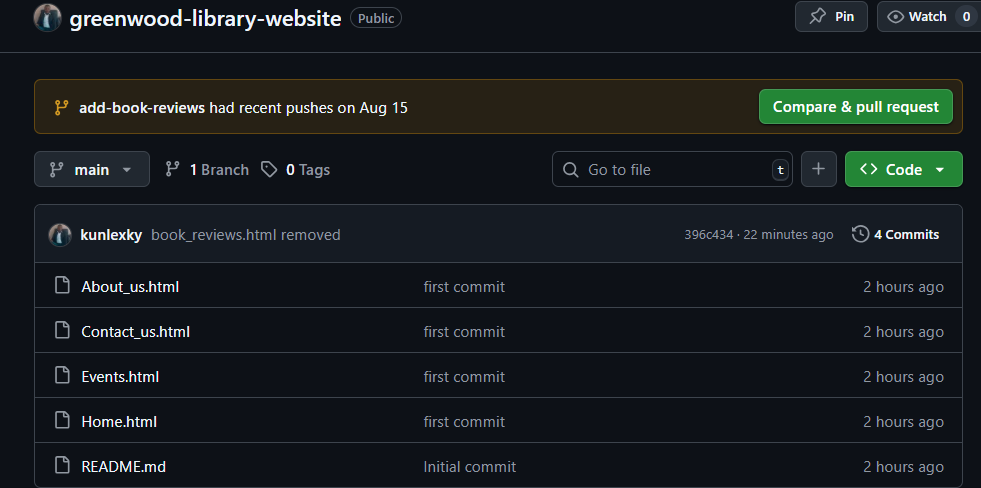 greenwood-library-website Public Pin Watch 0
add-book-reviews had recent pushes on Aug 15 Compare & pull request
main 1 Branch 0 Tags Go to file t + <> Code
kunlexky book_reviews.html removed 396c434 · 22 minutes ago 4 Commits
About_us.html first commit 2 hours ago
Contact_us.html first commit 2 hours ago
Events.html first commit 2 hours ago
Home.html first commit 2 hours ago
README.md Initial commit 2 hours ago